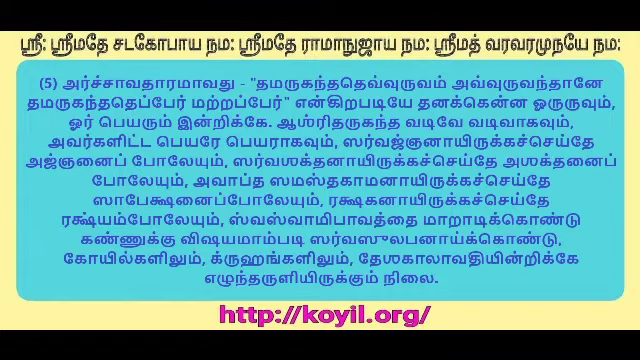 ஸ்ரீ: ஸ்ரீமதே சடகோபாய நம: ஸ்ரீமதே ராமாநுஜாய நம: ஸ்ரீமத் வரவரமுநயே நம:
(5) அர்ச்சாவதாரமாவது - "தமருகந்ததெவ்வுருவம் அவ்வுருவந்தானே
தமருகந்ததெப்பேர் மற்றப்பேர்" என்கிறபடியே தனக்கென்ன ஓருருவும்,
ஓர் பெயரும் இன்றிக்கே. ஆஶ்ரிதருகந்த வடிவே வடிவாகவும்,
அவர்களிட்ட பெயரே பெயராகவும், ஸர்வஜ்ஞனாயிருக்கச்செய்தே
அஜ்ஞனைப் போலேயும், ஸர்வஶக்தனாயிருக்கச்செய்தே அஶக்தனைப்
போலேயும், அவாப்த ஸமஸ்தகாமனாயிருக்கச்செய்தே
ஸாபேக்ஷனைப்போலேயும், ரக்ஷகனாயிருக்கச்செய்தே
ரக்ஷ்யம்போலேயும், ஸ்வஸ்வாமிபாவத்தை மாறாடிக்கொண்டு
கண்ணுக்கு விஷயமாம்படி ஸர்வஸுலபனாய்க்கொண்டு,
கோயில்களிலும், க்ருஹங்களிலும், தேஶகாலாவதியின்றிக்கே
எழுந்தருளியிருக்கும் நிலை.
http://koyil.org/